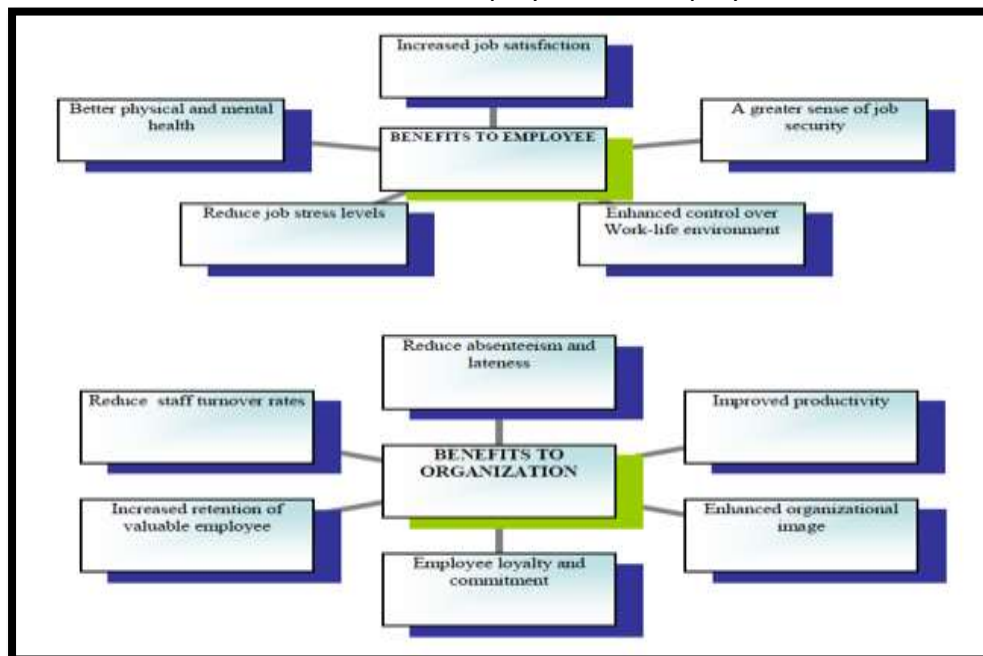 Increased job satisfaction
Better physical and mental
health
A greater sense of job
security
BENEFITS TO EMPLOYEE
Reduce job stress levels
Enhanced control over
Work-life environment
Reduce absenteeism and
lateness
Reduce staff turnover rates
Improved productivity
BENEFITS TO
ORGANIZATION
Increased retention of
valuable employee
Enhanced organizational
image
Employee loyalty and
commitment